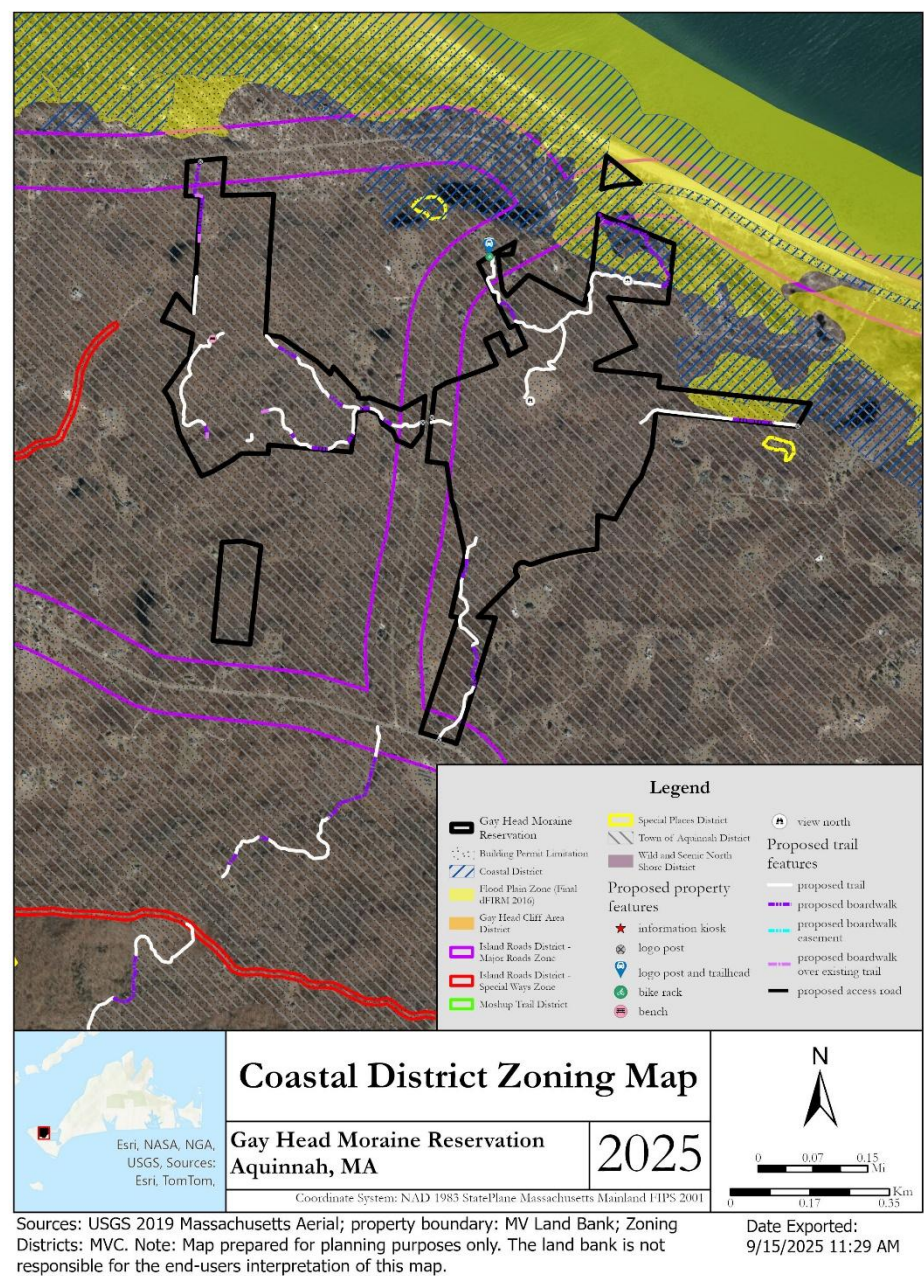 Legend
Gay Head Moraine
Reservation
Building Permit Limitation
Coastal District
Flood Plain Zone (Final
dFIRM 2016)
Gay Head Cliff Area
District
Island Roads District -
Major Roads Zone
Island Roads District -
Special Ways Zone
Moshup Trail District
Special Places District
Town of Aquinnah District
Wild and Scenic North
Shore District
Proposed property
features
information kiosk
logo post
logo post and trailhead
bike rack
bench
view north
Proposed trail
features
proposed trail
proposed boardwalk
proposed boardwalk
easement
proposed boardwalk
over existing trail
proposed access road
Esri, NASA, NGA,
USGS, Sources:
Esri, TomTom,
Coastal District Zoning Map
Gay Head Moraine Reservation
Aquinnah, MA
2025
Coordinate System: NAD 1983 StatePlane Massachusetts Mainland FIPS 2001
N
0 0.07 0.15
Mi
Km
0 0.17 0.35
Sources: USGS 2019 Massachusetts Aerial; property boundary: MV Land Bank; Zoning
Districts: MVC. Note: Map prepared for planning purposes only. The land bank is not
responsible for the end-users interpretation of this map.
Date Exported:
9/15/2025 11:29 AM